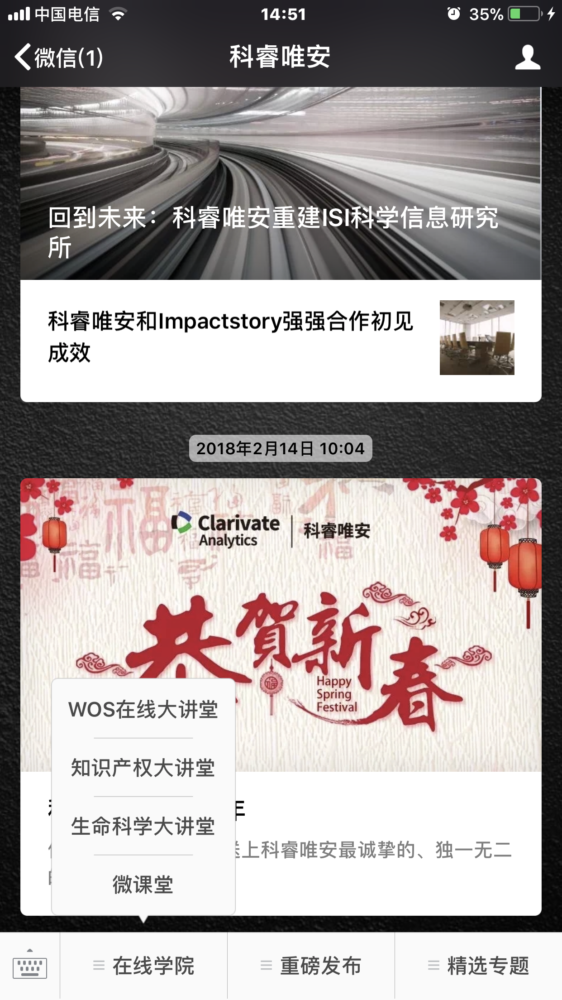 中国电信
14:51
35%
微信(1)
科睿唯安
回到未来：科睿唯安重建ISI科学信息研究
所
科睿唯安和Impactstory强强合作初见
成效
2018年2月14日 10:04
Clarivate
Analytics
科睿唯安
恭賀新春
Happy
Spring
Festival
WOS在线大讲堂
知识产权大讲堂
生命科学大讲堂
微课堂
上科睿唯安最诚挚的、独一无二
在线学院
重磅发布
精选专题